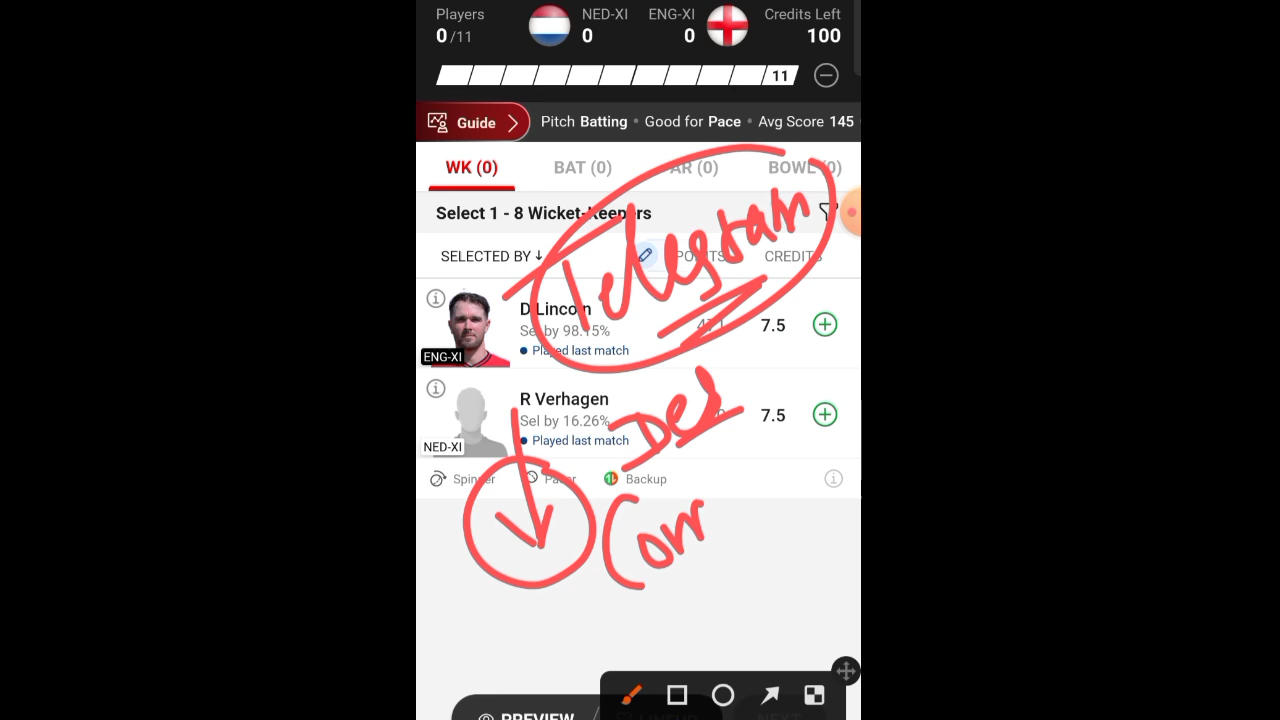 Players NED-XI ENG-XI Credits Left
0 /11 0 0 100
11
Guide Pitch Batting • Good for Pace • Avg Score 145
WK (0) BAT (0) AR (0) BOWL (0)
Select 1 - 8 Wicket-Keepers
SELECTED BY ↓ POINTS CREDITS
Telegram
D Lincoln
Sel by 98.15% 7.5
Played last match
ENG-XI
Des
R Verhagen
Sel by 16.26% 7.5
Played last match
NED-XI
Spinner Pacer Backup
Com
PREVIEW